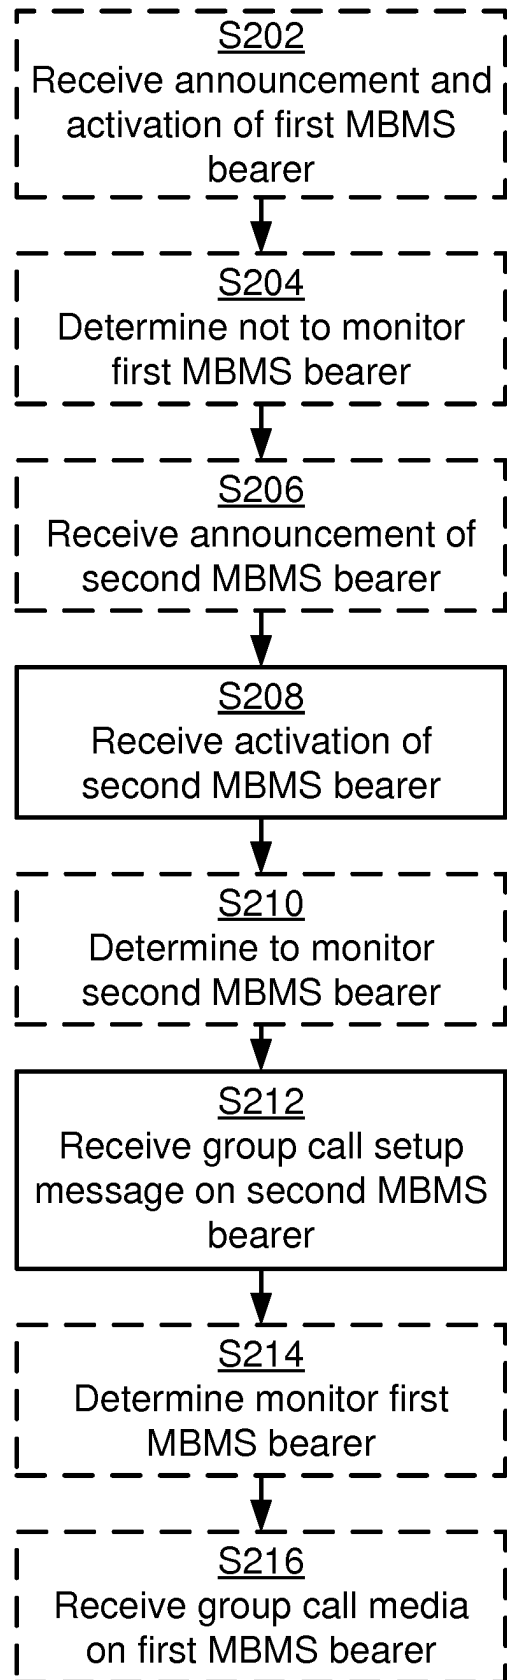 S202
Receive announcement and
activation of first MBMS
bearer
S204
Determine not to monitor
first MBMS bearer
S206
Receive announcement of
second MBMS bearer
S208
Receive activation of
second MBMS bearer
S210
Determine to monitor
second MBMS bearer
S212
Receive group call setup
message on second MBMS
bearer
S214
Determine monitor first
MBMS bearer
S216
Receive group call media
on first MBMS bearer